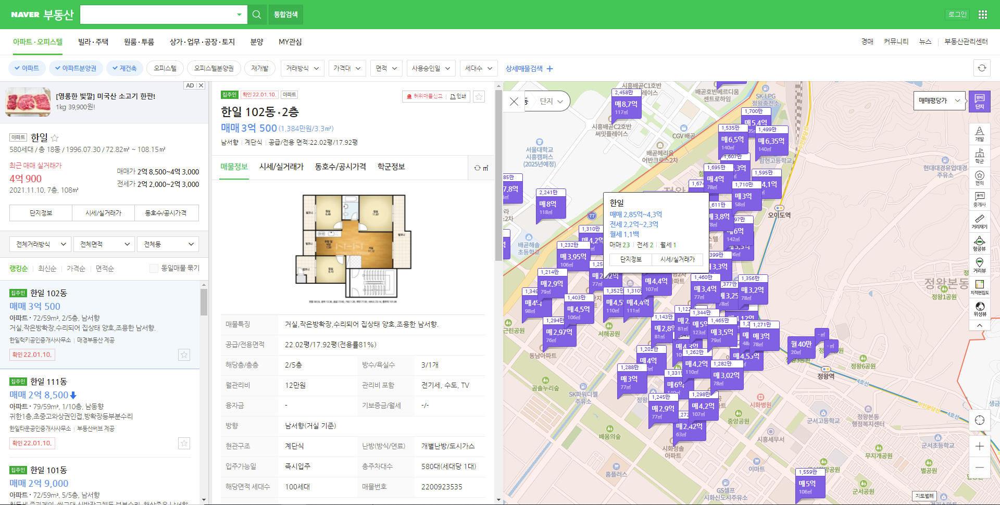 NAVER 부동산
통합검색
로그인
아파트·오피스텔 빌라·주택 원룸·투룸 상가·업무·공장·토지 분양 MY관심
경매 커뮤니티 뉴스 부동산관리센터
아파트 아파트분양권 재건축 오피스텔 오피스텔분양권 재개발 거래방식 가격대 면적 사용승인일 세대수 상세매물검색
AD
[영롱한 빛깔] 미국산 소고기 한판!
1kg 39,900원!
아파트 한일
580세대 / 총 18동 / 1996.07.30 / 72.82㎡ ~ 108.15㎡
최근 매매 실거래가
4억 900
2021.11.10, 7층, 108㎡
매매가 2억 8,500~4억 3,000
전세가 2억 2,000~2억 3,000
단지정보 시세/실거래가 동호수/공시가격
전체거래방식 전체면적 전체동
랭킹순 최신순 가격순 면적순 동일매물 묶기
집주인 한일 102동
매매 3억 500
아파트 · 72/59㎡, 2/5층, 남서향
거실,작은방확장,수리되어 집상태 양호,조용한 남서향.
한일럭키공인중개사사무소 매경부동산 제공
확인 22.01.10.
집주인 한일 111동
매매 2억 8,500
아파트 · 79/59㎡, 1/10층, 남동향
귀한1층,초중고와상권인접,방확장등부분수리
한일타운공인중개사사무소 부동산써브 제공
확인 22.01.10.
집주인 한일 101동
매매 2억 9,000
아파트 · 72/59㎡, 5/5층, 남서향
집주인 확인 22.01.10. 아파트
허위매물신고 인쇄
한일 102동 · 2층
매매 3억 500 (1,384만원/3.3㎡)
남서향 계단식 공급/전용 면적:22.02평/17.92평
매물정보 시세/실거래가 동호수/공시가격 학군정보 ㎡
매물특징 거실,작은방확장,수리되어 집상태 양호,조용한 남서향.
공급/전용면적 22.02평/17.92평(전용률81%)
해당층/총층 2/5층 방수/욕실수 3/1개
월관리비 12만원 관리비 포함 전기세, 수도, TV
융자금 - 기보증금/월세 -/-
방향 남서향(거실 기준)
현관구조 계단식 난방(방식/연료) 개별난방/도시가스
입주가능일 즉시입주 총주차대수 580대(세대당 1대)
해당면적 세대수 100세대 매물번호 2200923535
단지
매매평당가
단지
단지
개발
학군
편의
중개
중개사
거리재기
항공뷰
거리뷰
지적편집도
위성뷰
지도범례
한일
매매 2.85억~4.3억
전세 2.2억~2.3억
월세 1.1백
매매 23 전세 2 월세 1
단지정보 시세/실거래가
시흥배곧C1호반
배곧호반베르디움
센트로하임
SK·LPG
정왕충전소
2,458만
매8.7억
117㎡
시흥배곧C2호반
써밋플레이스
CGV 배곧
서울대학교
시흥캠퍼스
(2025년예정)
배곧헤리움
어반크로스2차
함현고등학교
현대대경유업대경
주유소
1,700만
매5.4억
1,535만
매6.5억
140㎡
1,499만
매6.35억
140㎡
1,607만
1,695만
매4억
78㎡
1,595만
1,710만
매3억
58㎡
2,241만
매8억
118㎡
77
오이도역
1,310만
매4.2억
배곧해솔
초등학교
1,232만
매3.95억
106㎡
매6억
142㎡
1,214만
매2.9억
79㎡
매4.4억
107㎡
1,460만
매3.4억
77㎡
1,356만
매3.2억
78㎡
정왕본동
정왕1공원
1,403만
매4.5억
106㎡
1,352만
110㎡
매4.4억
111㎡
98㎡
1,294만
매2.97억
76㎡
서해공원
근린공원
동남아파트
1,143만
매2.8억
81㎡
1,344만
123㎡
1,465만
매3.5억
79㎡
1,271만
매3억
78㎡
월40만
20㎡
매4억
1,262만
매4.2억
110㎡
1,288만
매3억
77㎡
1,282만
매3.02억
78㎡
매6억
정왕6공원
정왕역
4호선
곰솔누리숲
SK파워디젤
주유소
1,245만
매2.9억
77㎡
1,298만
매4.2억
107㎡
매2.42억
63㎡
시화병원
중앙공원
군서고등학교
정왕본동
행정복지센터
수인분당선
4호선
배움의숲
시흥세무서
시화청솔
아파트
군서초등학교
무지개공원
홈플러스
이마트
별공원
1,559만
매5억
106㎡
군서공원
GS셀프
시화신도시주유소